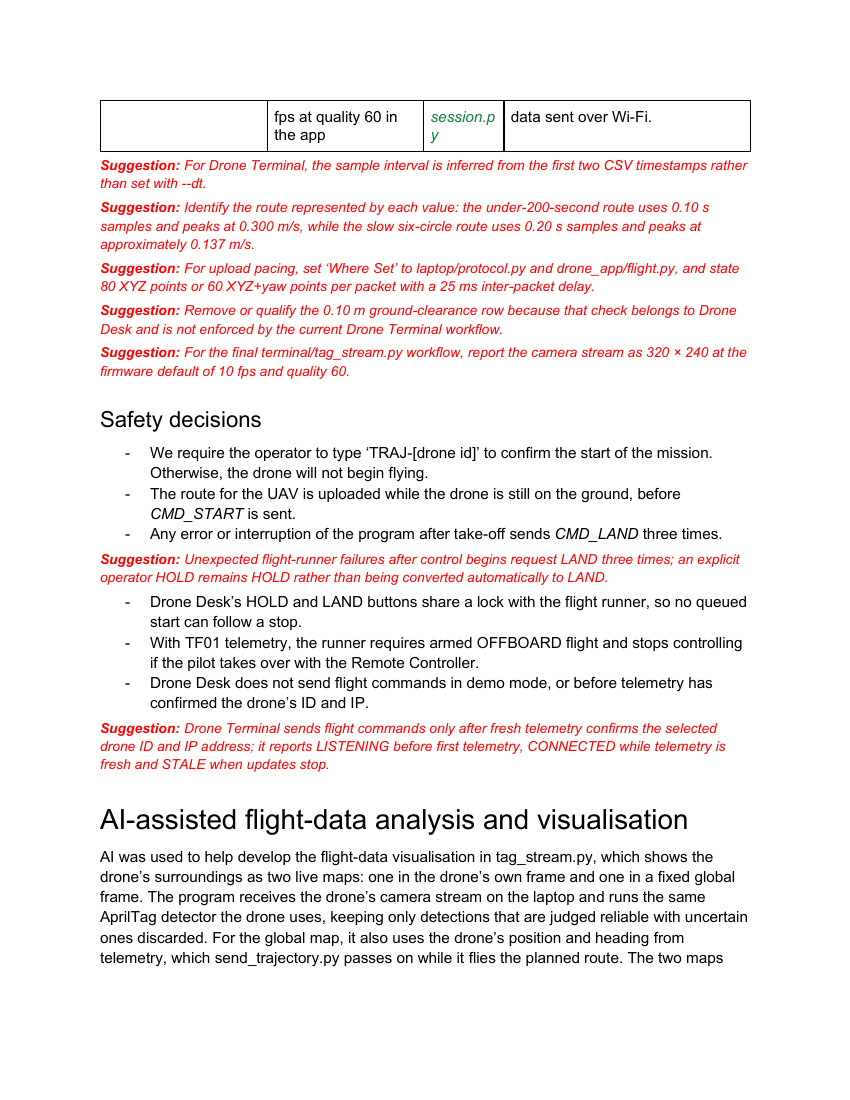 fps at quality 60 in
the app
session.p
y
data sent over Wi-Fi.
Suggestion: For Drone Terminal, the sample interval is inferred from the first two CSV timestamps rather
than set with --dt.
Suggestion: Identify the route represented by each value: the under-200-second route uses 0.10 s
samples and peaks at 0.300 m/s, while the slow six-circle route uses 0.20 s samples and peaks at
approximately 0.137 m/s.
Suggestion: For upload pacing, set ‘Where Set’ to laptop/protocol.py and drone_app/flight.py, and state
80 XYZ points or 60 XYZ+yaw points per packet with a 25 ms inter-packet delay.
Suggestion: Remove or qualify the 0.10 m ground-clearance row because that check belongs to Drone
Desk and is not enforced by the current Drone Terminal workflow.
Suggestion: For the final terminal/tag_stream.py workflow, report the camera stream as 320 × 240 at the
firmware default of 10 fps and quality 60.
Safety decisions
- We require the operator to type ‘TRAJ-[drone id]’ to confirm the start of the mission.
Otherwise, the drone will not begin flying.
- The route for the UAV is uploaded while the drone is still on the ground, before
CMD_START is sent.
- Any error or interruption of the program after take-off sends CMD_LAND three times.
Suggestion: Unexpected flight-runner failures after control begins request LAND three times; an explicit
operator HOLD remains HOLD rather than being converted automatically to LAND.
- Drone Desk’s HOLD and LAND buttons share a lock with the flight runner, so no queued
start can follow a stop.
- With TF01 telemetry, the runner requires armed OFFBOARD flight and stops controlling
if the pilot takes over with the Remote Controller.
- Drone Desk does not send flight commands in demo mode, or before telemetry has
confirmed the drone’s ID and IP.
Suggestion: Drone Terminal sends flight commands only after fresh telemetry confirms the selected
drone ID and IP address; it reports LISTENING before first telemetry, CONNECTED while telemetry is
fresh and STALE when updates stop.
AI-assisted flight-data analysis and visualisation
AI was used to help develop the flight-data visualisation in tag_stream.py, which shows the
drone’s surroundings as two live maps: one in the drone’s own frame and one in a fixed global
frame. The program receives the drone’s camera stream on the laptop and runs the same
AprilTag detector the drone uses, keeping only detections that are judged reliable with uncertain
ones discarded. For the global map, it also uses the drone’s position and heading from
telemetry, which send_trajectory.py passes on while it flies the planned route. The two maps